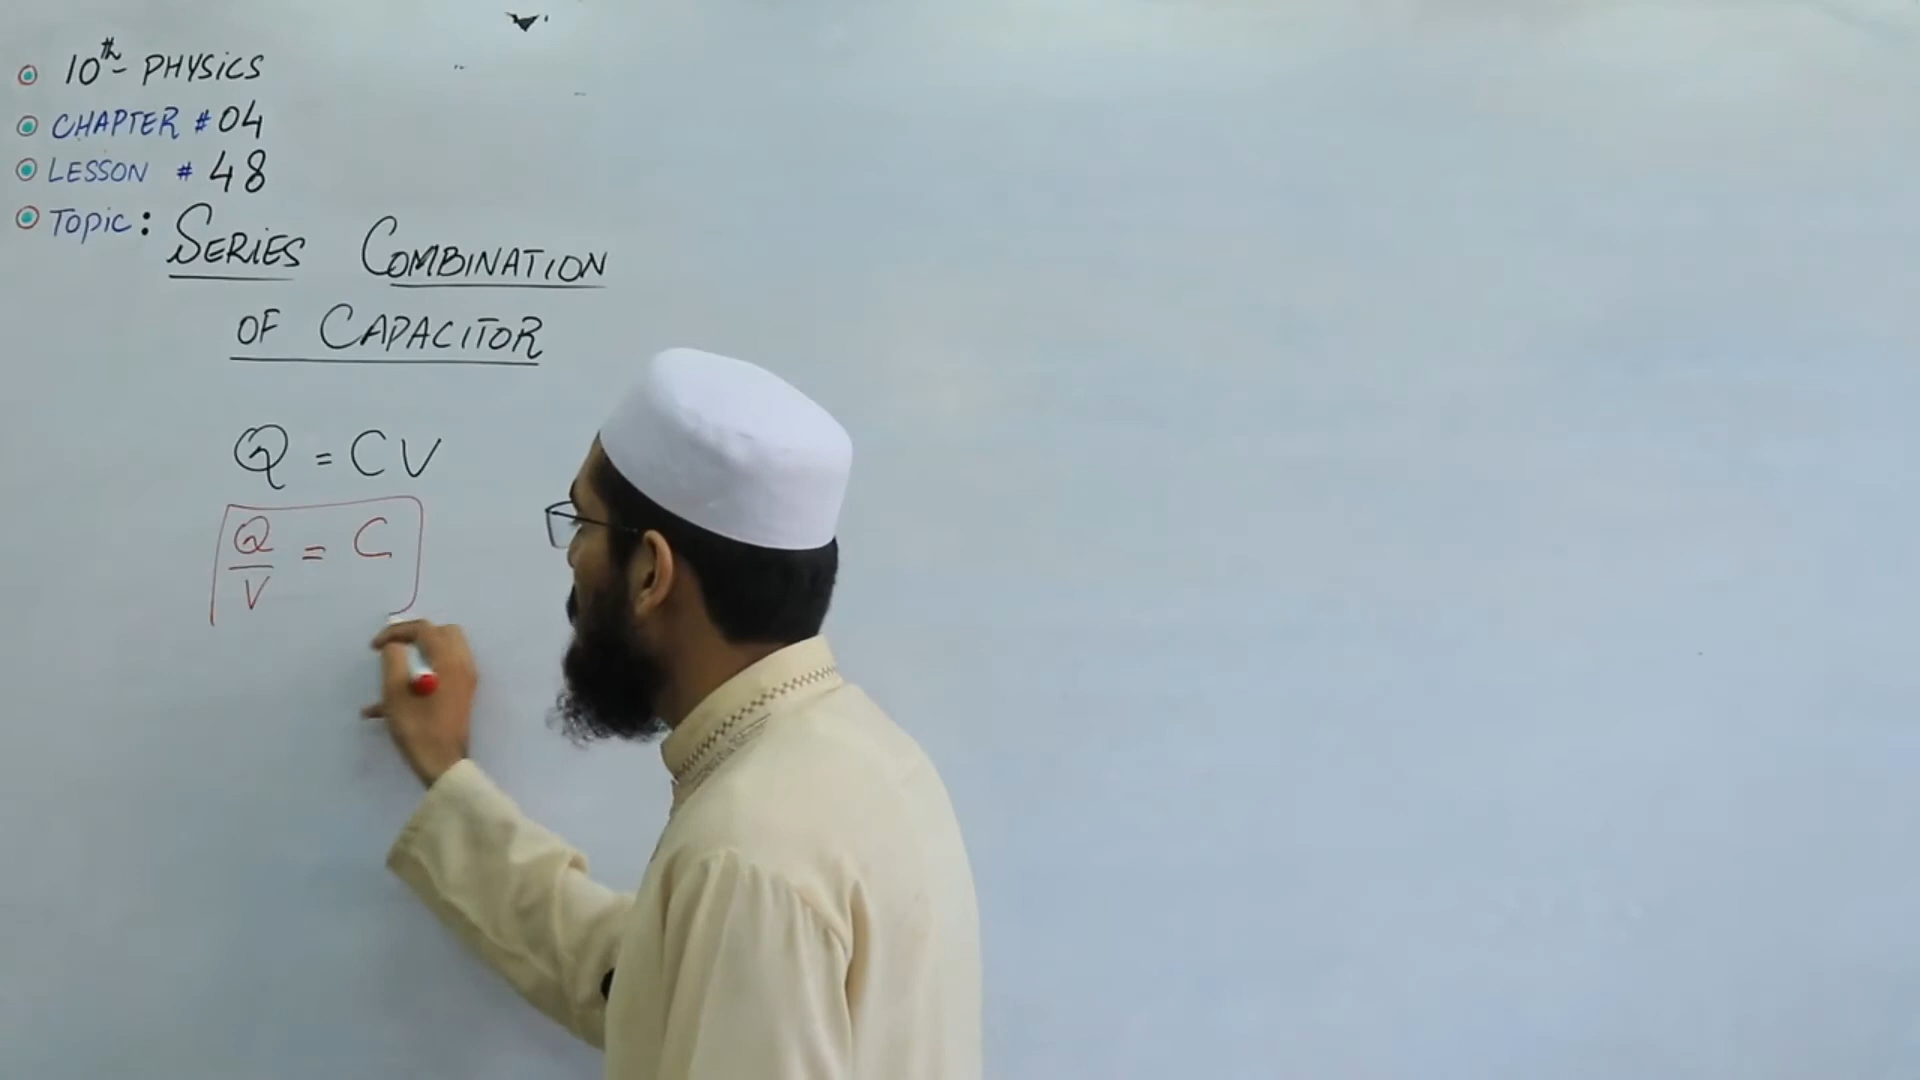 10th - PHYSICS
CHAPTER # 04
LESSON # 48
TOPIC: SERIES COMBINATION
OF CAPACITOR
Q = CV
Q/V = C